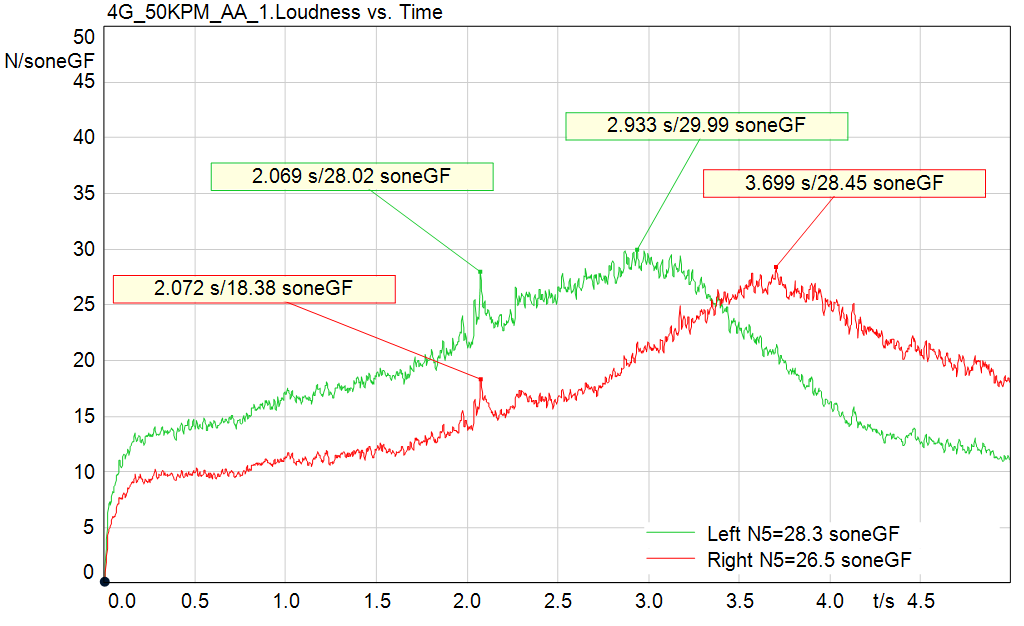 4G_50KPM_AA_1.Loudness vs. Time
50
N/soneGF
45
2.933 s/29.99 soneGF
40
2.069 s/28.02 soneGF
3.699 s/28.45 soneGF
35
30
2.072 s/18.38 soneGF
25
20
15
10
5
Left N5=28.3 soneGF
Right N5=26.5 soneGF
0
0.0 0.5 1.0 1.5 2.0 2.5 3.0 3.5 4.0 t/s 4.5